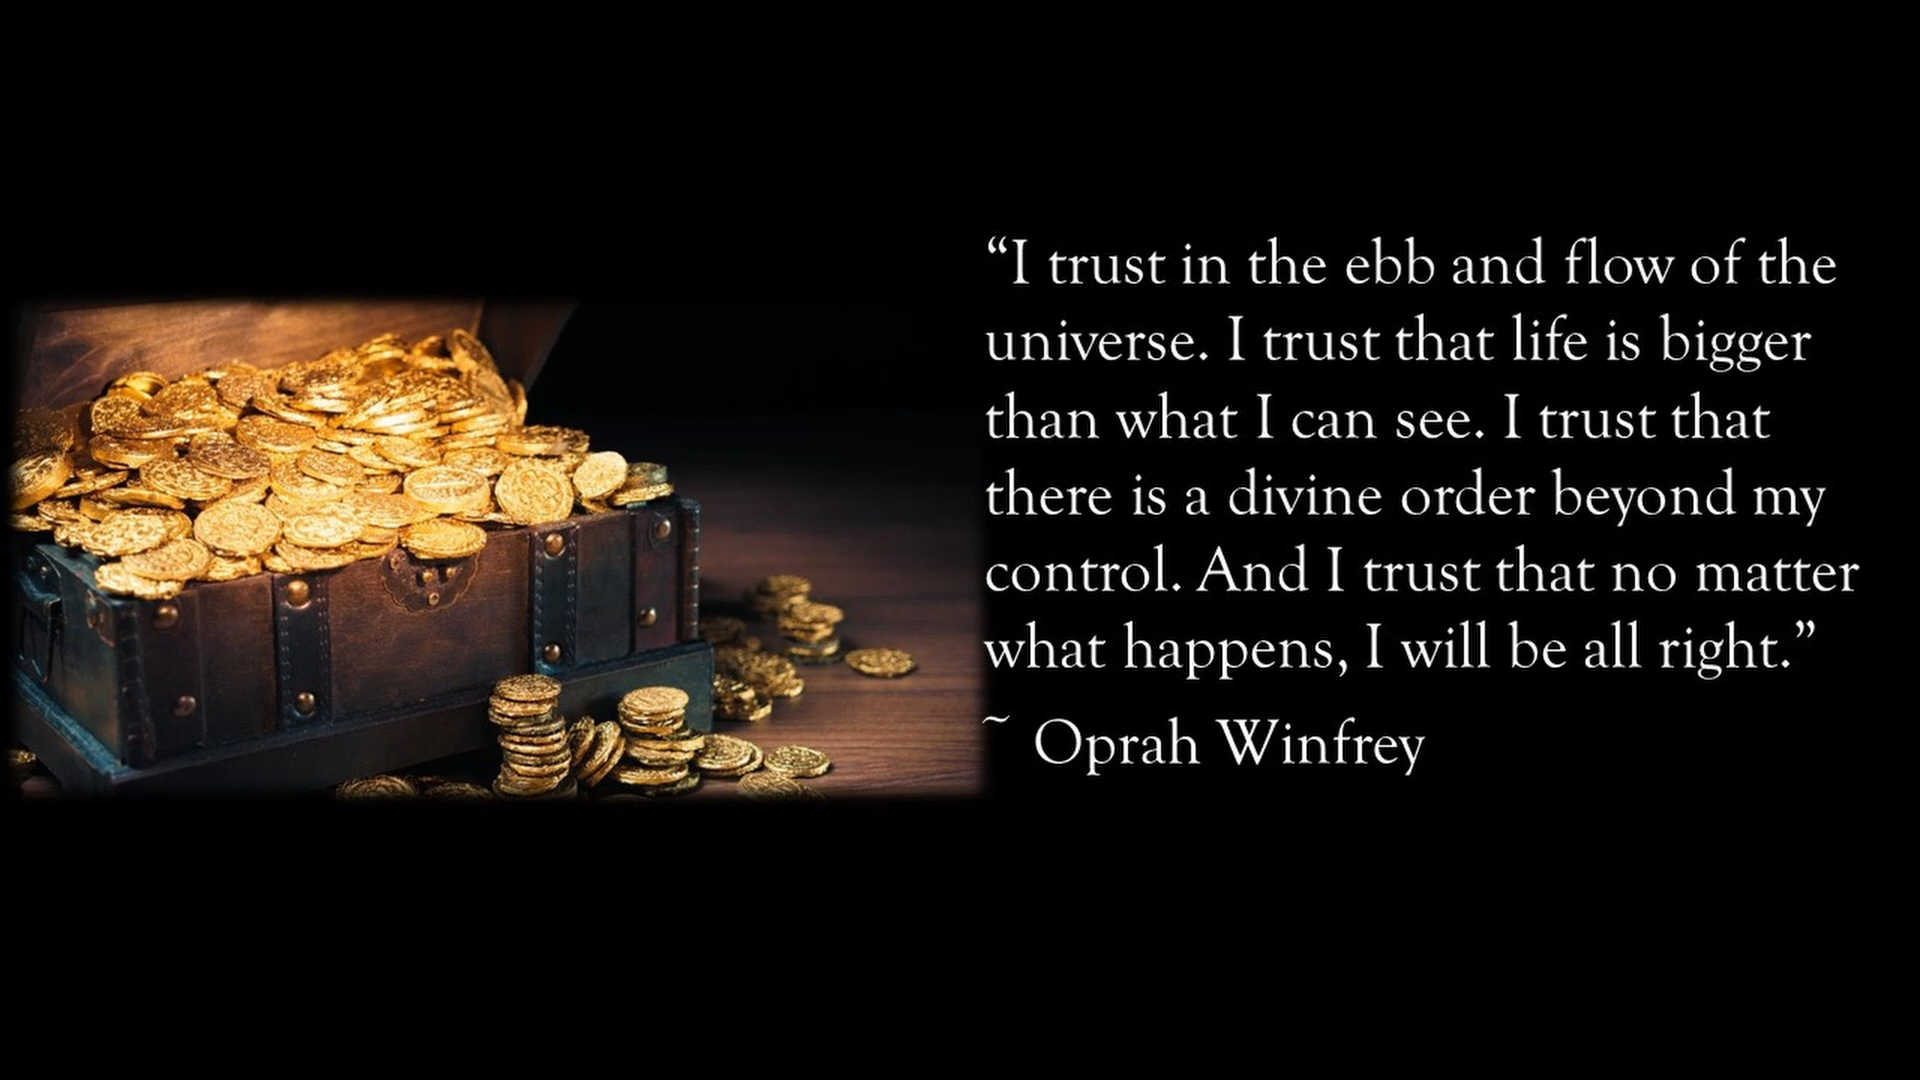 “I trust in the ebb and flow of the
universe. I trust that life is bigger
than what I can see. I trust that
there is a divine order beyond my
control. And I trust that no matter
what happens, I will be all right.”
~ Oprah Winfrey